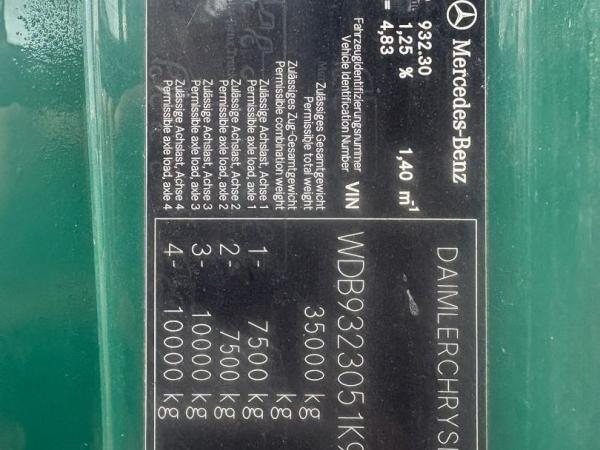 Mercedes-Benz
DAIMLERCHRYSL
932.30
1,25 %
1,40 m-1
= 4,83
Fahrzeugidentifizierungsnummer
Vehicle Identification Number
VIN
WDB9323051K9
Zulässiges Gesamtgewicht
Permissible total weight
35000 kg
Zulässiges Zug-Gesamtgewicht
Permissible combination weight
kg
Zulässige Achslast, Achse 1
Permissible axle load, axle 1
1- 7500 kg
Zulässige Achslast, Achse 2
Permissible axle load, axle 2
2- 7500 kg
Zulässige Achslast, Achse 3
Permissible axle load, axle 3
3- 10000 kg
Zulässige Achslast, Achse 4
Permissible axle load, axle 4
4- 10000 kg